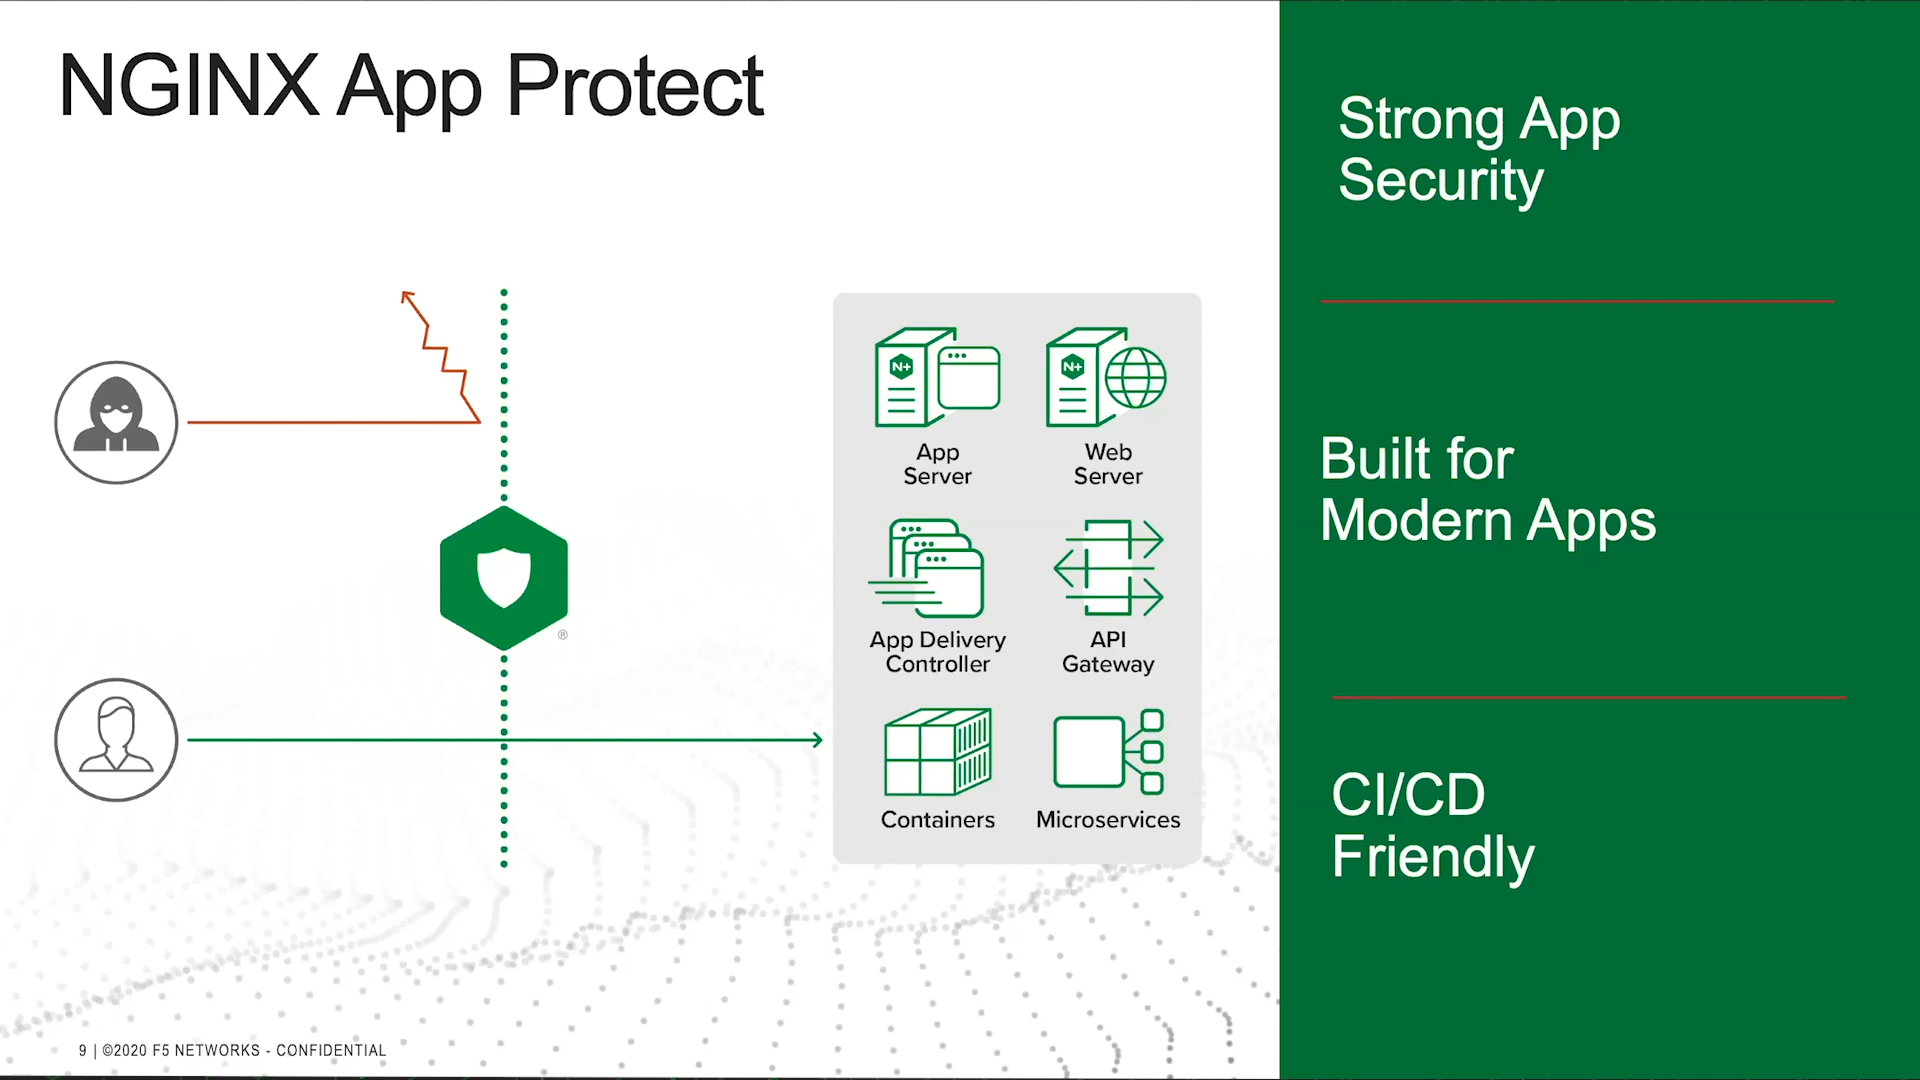 NGINX App Protect
N+
App
Server
N+
Web
Server
App Delivery
Controller
API
Gateway
Containers
Microservices
®
Strong App
Security
Built for
Modern Apps
CI/CD
Friendly
9 | ©2020 F5 NETWORKS - CONFIDENTIAL